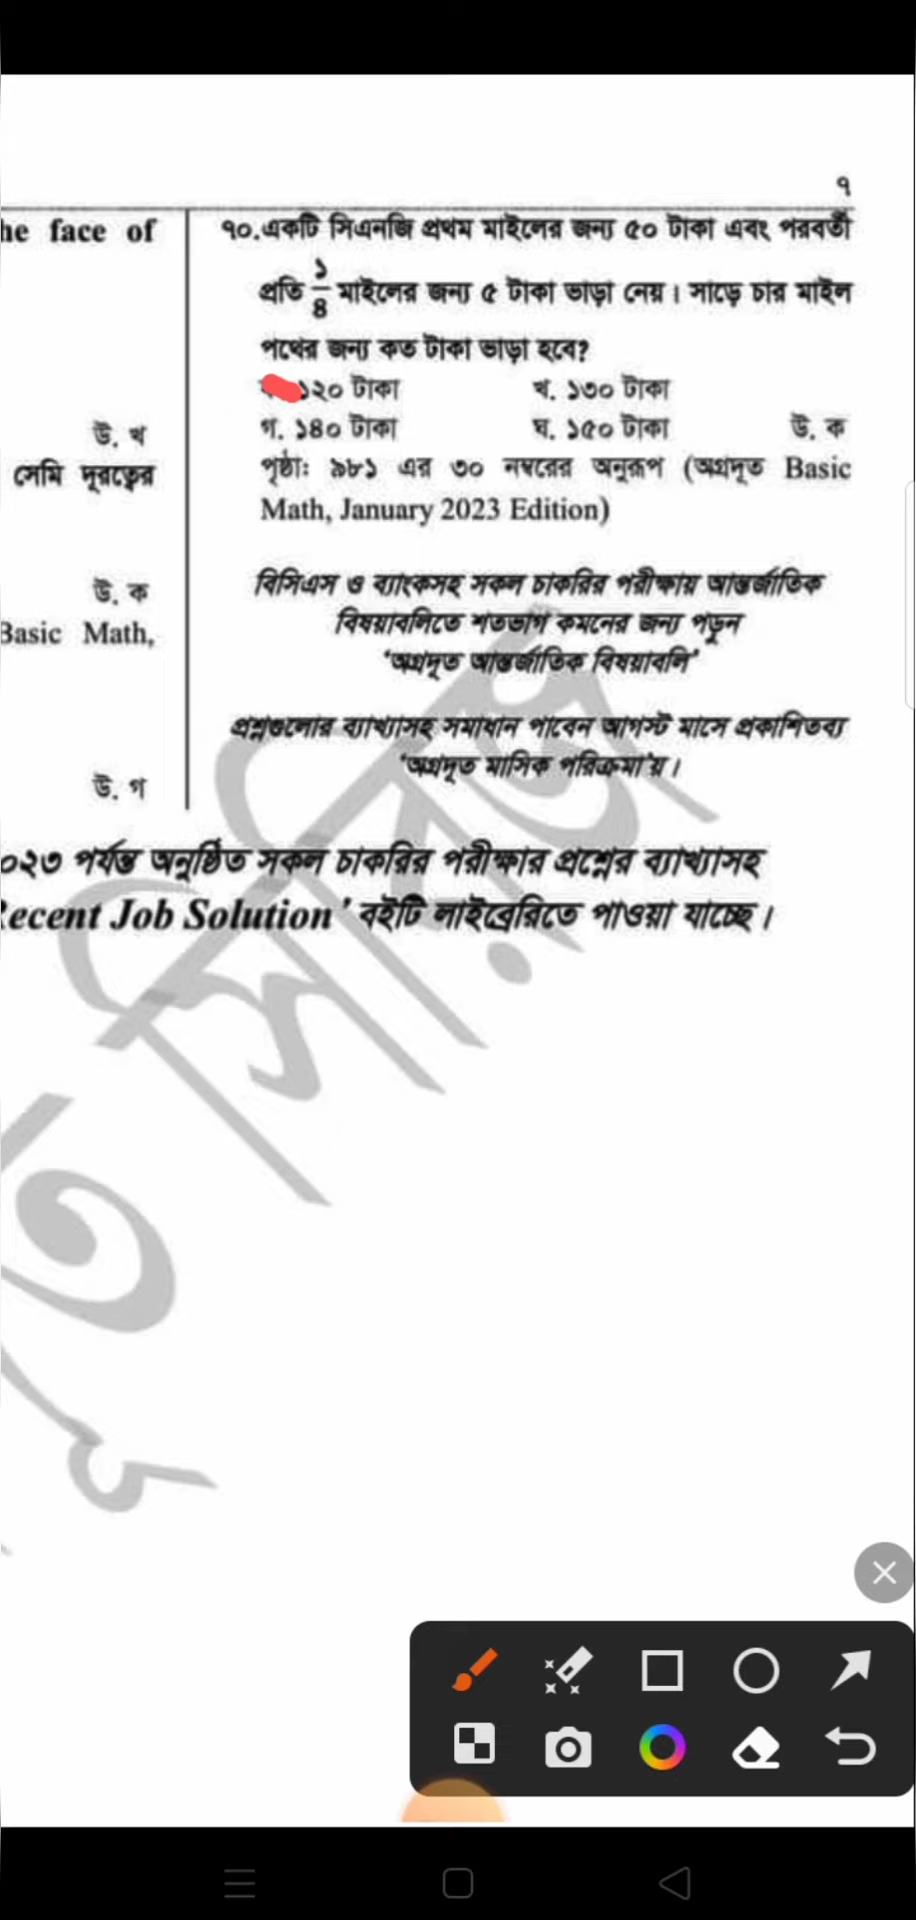 ৭
he face of
উ. খ
সেমি দূরত্বের
উ. ক
Basic Math,
উ. গ
৭০. একটি সিএনজি প্রথম মাইলের জন্য ৫০ টাকা এবং পরবর্তী
প্রতি ১/৪ মাইলের জন্য ৫ টাকা ভাড়া নেয়। সাড়ে চার মাইল
পথের জন্য কত টাকা ভাড়া হবে?
১২০ টাকা খ. ১৩০ টাকা
গ. ১৪০ টাকা ঘ. ১৫০ টাকা উ. ক
পৃষ্ঠাঃ ৯৮১ এর ৩০ নম্বরের অনুরূপ (অগ্রদূত Basic
Math, January 2023 Edition)
বিসিএস ও ব্যাংকসহ সকল চাকরির পরীক্ষায় আন্তর্জাতিক
বিষয়াবলিতে শতভাগ কমনের জন্য পড়ুন
'অগ্রদূত আন্তর্জাতিক বিষয়াবলি'
প্রশ্নগুলোর ব্যাখ্যাসহ সমাধান পাবেন আগস্ট মাসে প্রকাশিতব্য
'অগ্রদূত মাসিক পরিক্রমা'য়।
০২৩ পর্যন্ত অনুষ্ঠিত সকল চাকরির পরীক্ষার প্রশ্নের ব্যাখ্যাসহ
Recent Job Solution' বইটি লাইব্রেরিতে পাওয়া যাচ্ছে।
সিরিজ